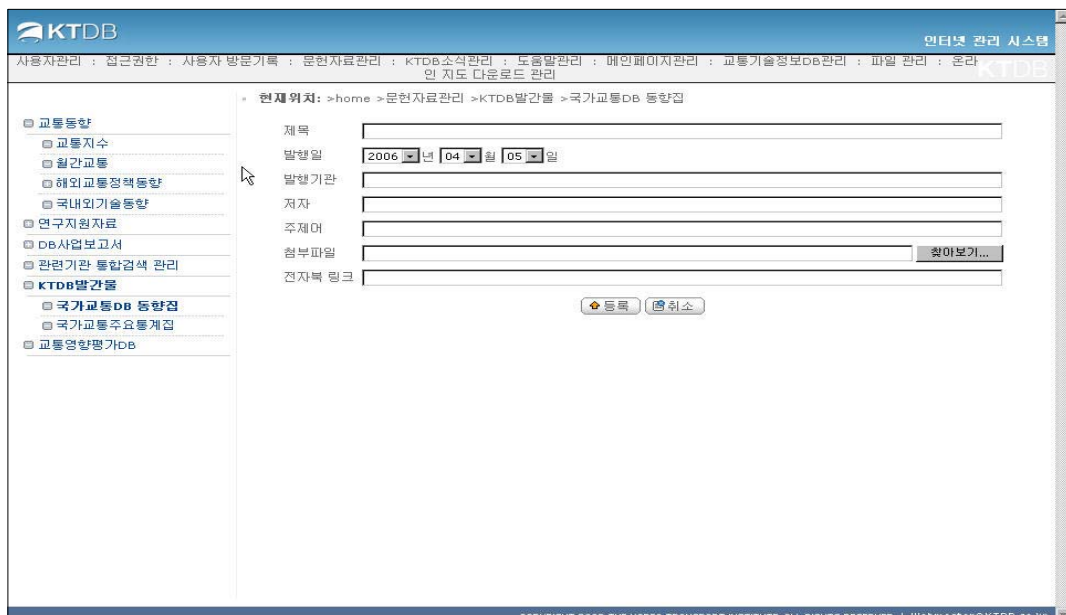 KTDB
인터넷 관리 시스템
사용자관리 : 접근권한 : 사용자 방문기록 : 문헌자료관리 : KTDB소식관리 : 도움말관리 : 메인페이지관리 : 교통기술정보DB관리 : 파일 관리 : 온라
인 지도 다운로드 관리
KTDB
현재위치: >home >문헌자료관리 >KTDB발간물 >국가교통DB 동향집
교통동향
교통지수
월간교통
해외교통정책동향
국내외기술동향
연구지원자료
DB사업보고서
관련기관 통합검색 관리
KTDB발간물
국가교통DB 동향집
국가교통주요통계집
교통영향평가DB
제목
발행일 2006 년 04 월 05 일
발행기관
저자
주제어
첨부파일 찾아보기...
전자북 링크
등록 취소